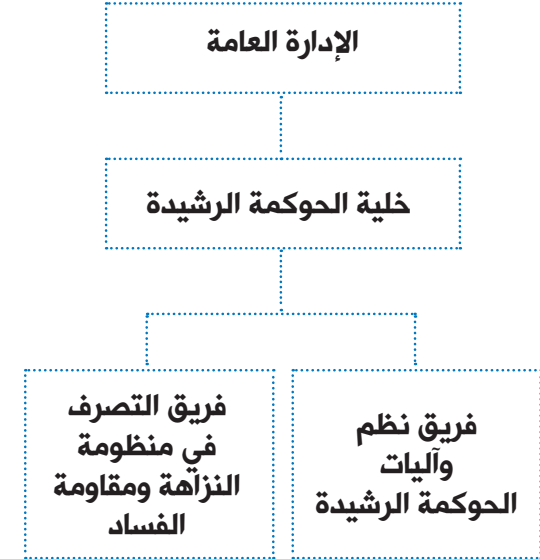 الإدارة العامة
خلية الحوكمة الرشيدة
فريق نظم
وآليات
الحوكمة الرشيدة
فريق التصرف
في منظومة
النزاهة ومقاومة
الفساد